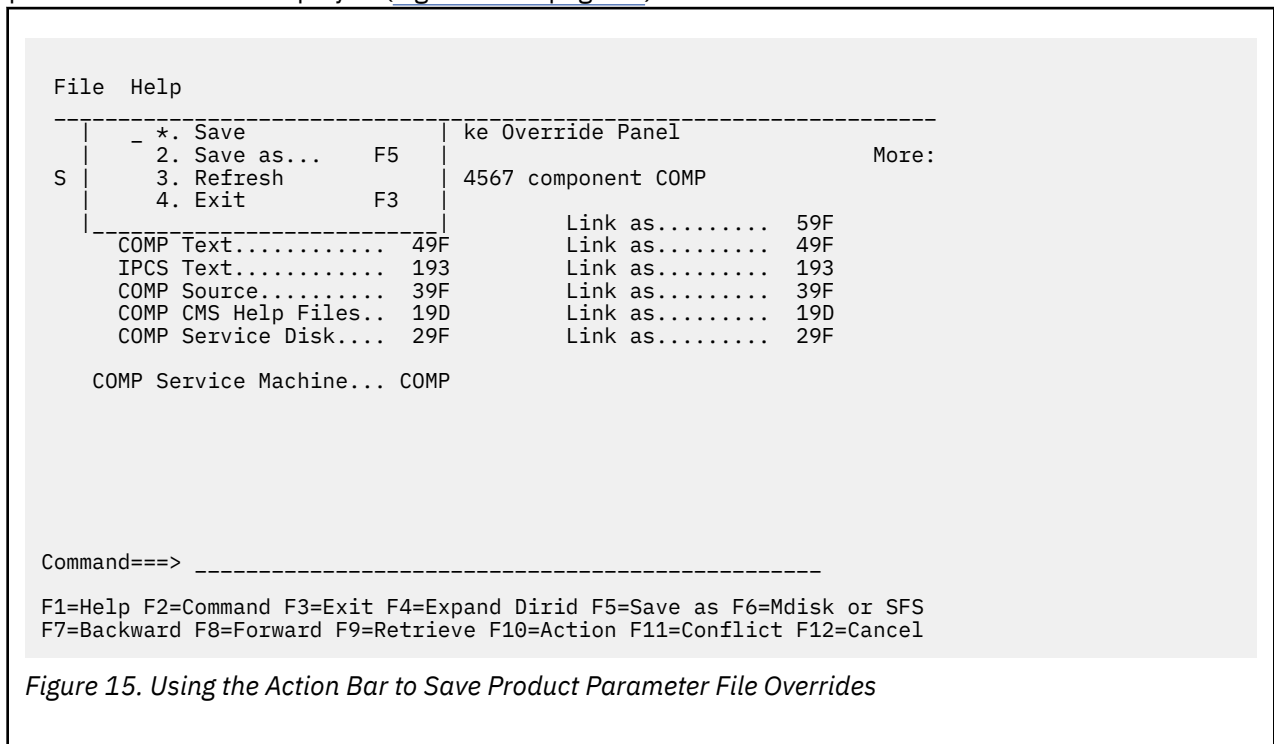 File  Help
_____________________________________________________________________
|   _ *. Save               | ke Override Panel
|     2. Save as...    F5   |                                 More:
S |     3. Refresh            | 4567 component COMP
|     4. Exit          F3   |
|___________________________|         Link as......... 59F
COMP Text............ 49F         Link as......... 49F
IPCS Text............ 193         Link as......... 193
COMP Source.......... 39F         Link as......... 39F
COMP CMS Help Files.. 19D         Link as......... 19D
COMP Service Disk.... 29F         Link as......... 29F
COMP Service Machine... COMP
Command===> _________________________________________________
F1=Help F2=Command F3=Exit F4=Expand Dirid F5=Save as F6=Mdisk or SFS
F7=Backward F8=Forward F9=Retrieve F10=Action F11=Conflict F12=Cancel
Figure 15. Using the Action Bar to Save Product Parameter File Overrides